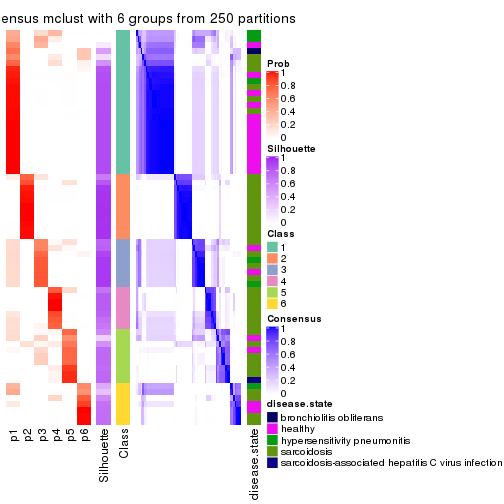 ensus mclust with 6 groups from 250 partitions
Prob
1
0.8
0.6
0.4
0.2
0
Silhouette
1
0.8
0.6
0.4
0.2
0
Class
1
2
3
4
5
6
Consensus
1
0.8
0.6
0.4
0.2
0
disease.state
bronchiolitis obliterans
healthy
hypersensitivity pneumonitis
sarcoidosis
sarcoidosis-associated hepatitis C virus infection
p1
p2
p3
p4
p5
p6
Silhouette
Class
disease.state